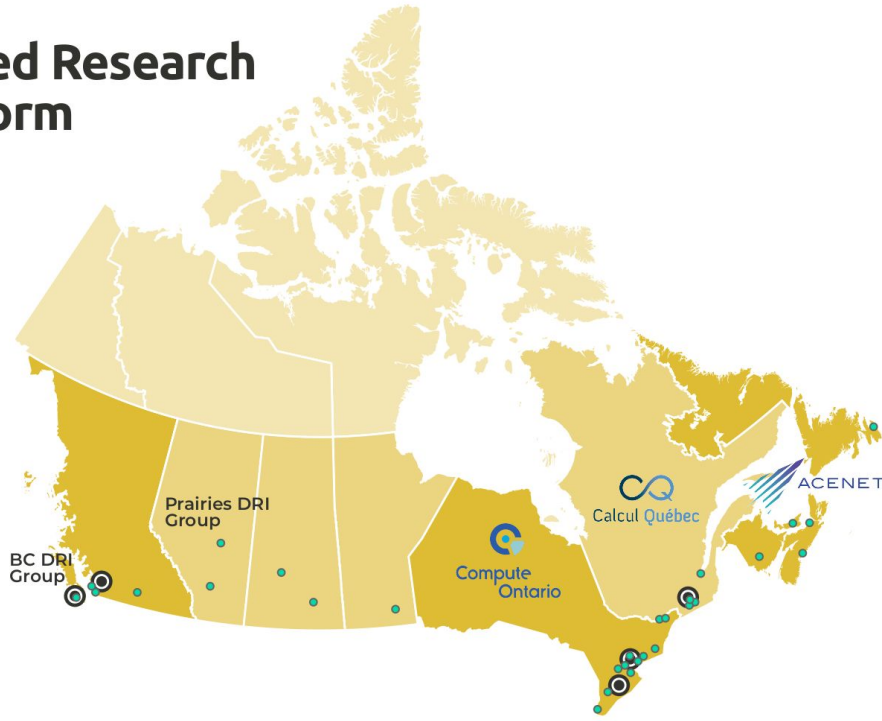 ed Research
orm
Prairies DRI
Group
BC DRI
Group
Compute
Ontario
Calcul Québec
ACENET